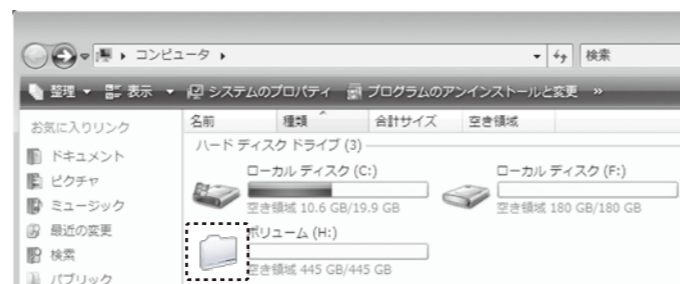 コンピュータ
検索
整理 表示 システムのプロパティ プログラムのアンインストールと変更 »
お気に入りリンク
ドキュメント
ピクチャ
ミュージック
最近の変更
検索
パブリック
名前 種類 合計サイズ 空き領域
ハード ディスク ドライブ (3)
ローカル ディスク (C:)
空き領域 10.6 GB/19.9 GB
ローカル ディスク (F:)
空き領域 180 GB/180 GB
ボリューム (H:)
空き領域 445 GB/445 GB